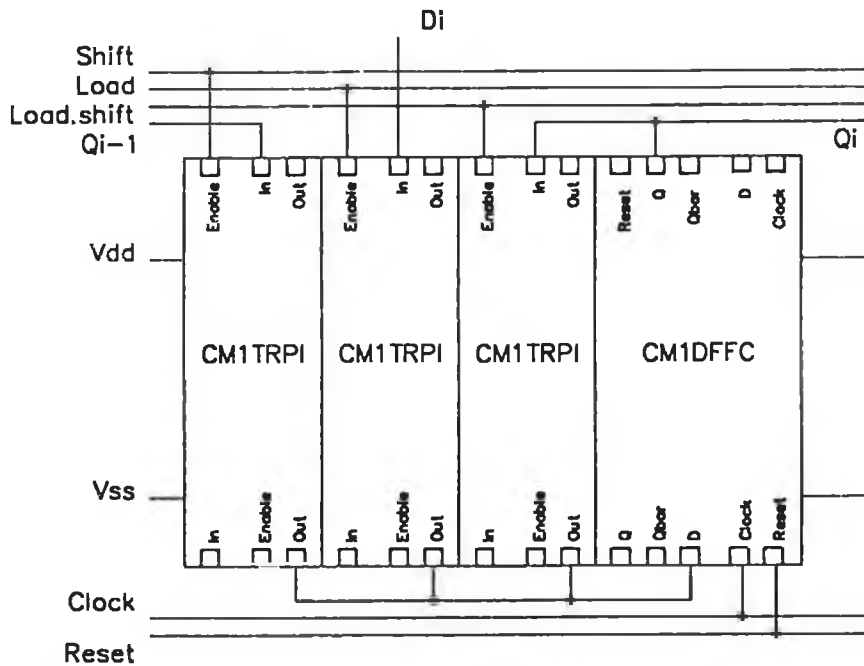 Di
Shift
Load
Load.shift
Qi-1
Qi
Enable In Out Enable In Out Enable In Out Reset Q Qbar D Clock
Vdd
CM1TRPI CM1TRPI CM1TRPI CM1DFFC
Vss
In Enable Out In Enable Out In Enable Out Q Qbar D Clock Reset
Clock
Reset